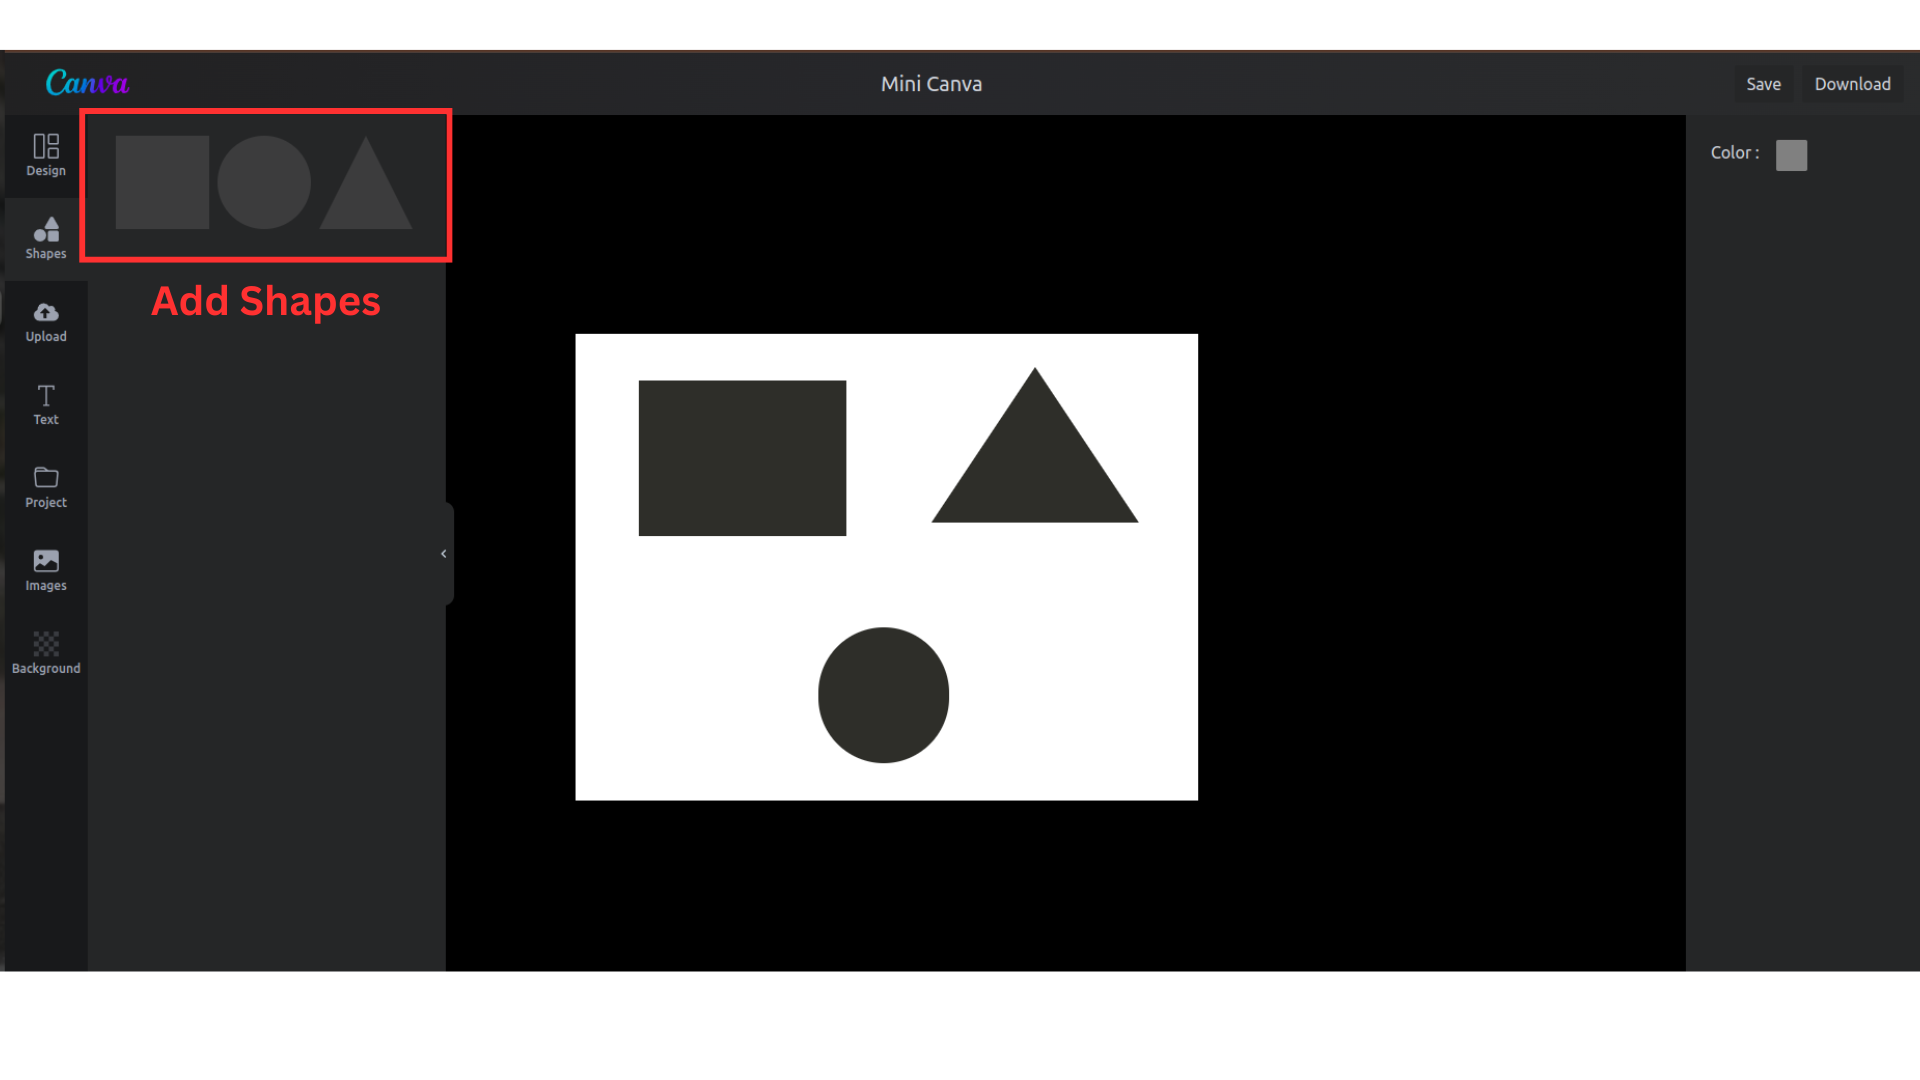 Canva
Mini Canva
Save
Download
Design
Shapes
Upload
Text
Project
Images
Background
Add Shapes
Color :